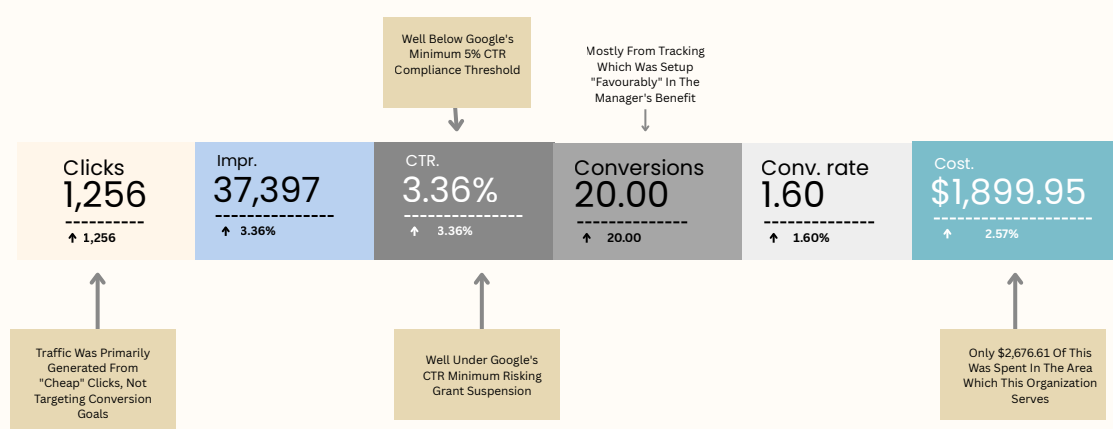 Well Below Google's
Minimum 5% CTR
Compliance Threshold
Mostly From Tracking
Which Was Setup
"Favourably" In The
Manager's Benefit
Clicks
1,256
1,256
Impr.
37,397
3.36%
CTR.
3.36%
3.36%
Conversions
20.00
20.00
Conv. rate
1.60
1.60%
Cost.
$1,899.95
2.57%
Traffic Was Primarily
Generated From
"Cheap" Clicks, Not
Targeting Conversion
Goals
Well Under Google's
CTR Minimum Risking
Grant Suspension
Only $2,676.61 Of This
Was Spent In The Area
Which This Organization
Serves